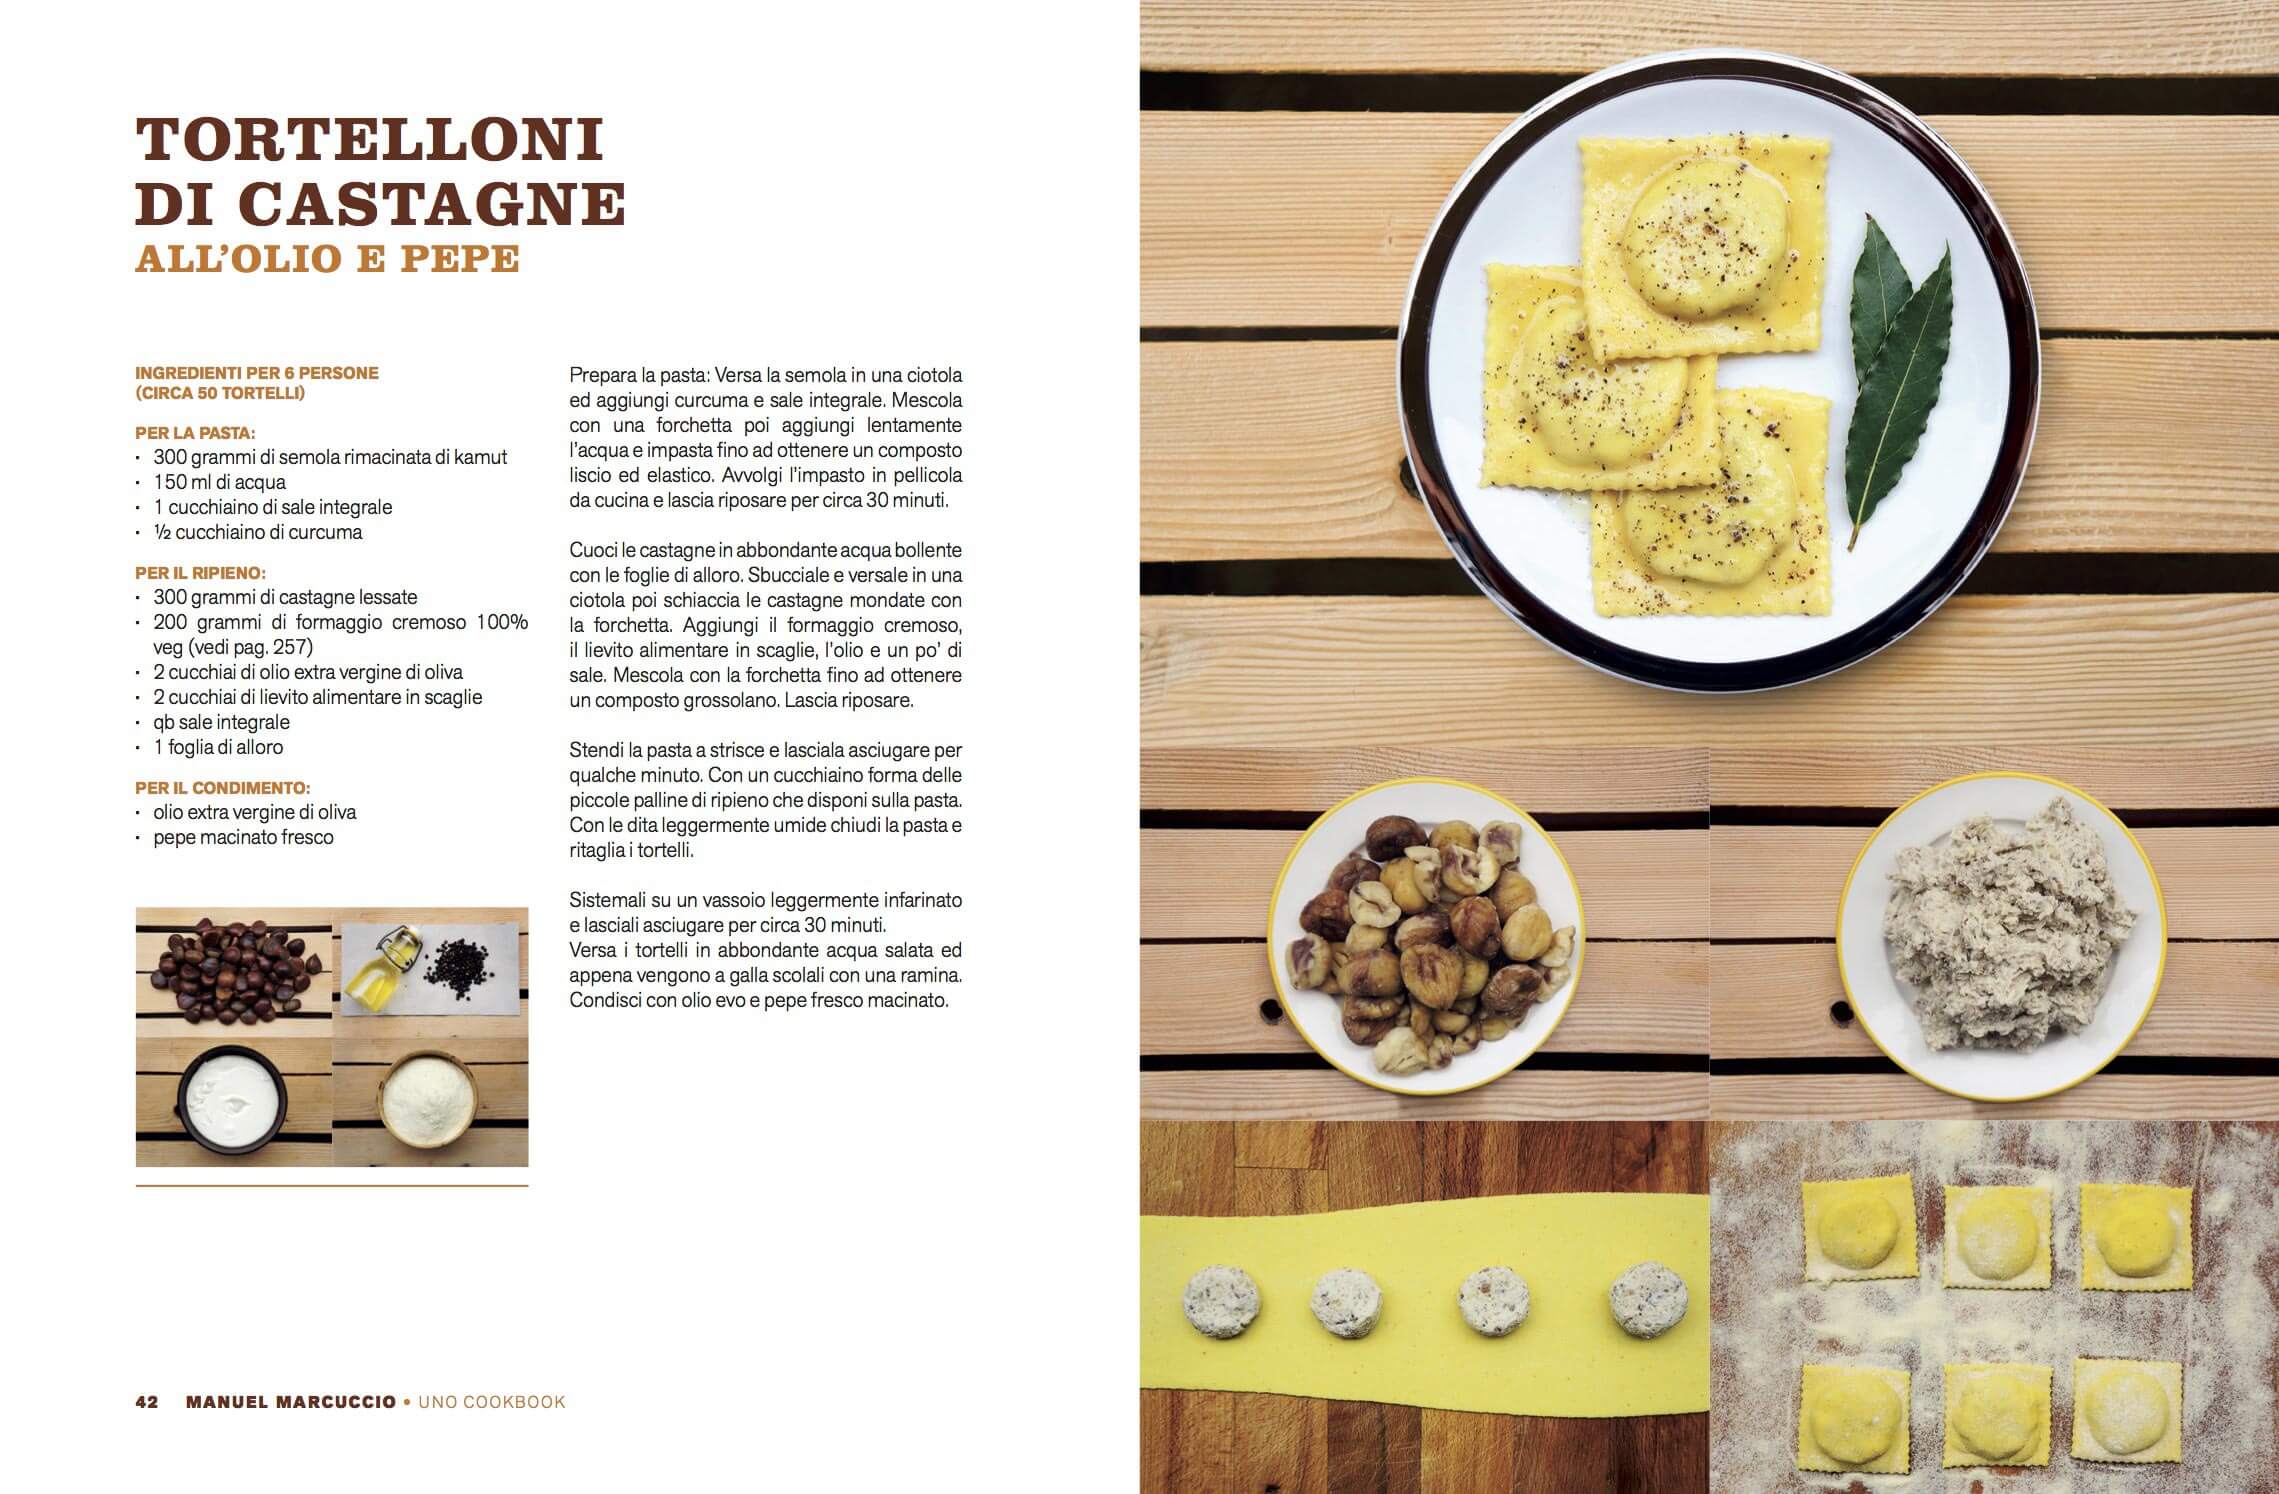 TORTELLONI
DI CASTAGNE
ALL'OLIO E PEPE
INGREDIENTI PER 6 PERSONE
(CIRCA 50 TORTELLI)
PER LA PASTA:
• 300 grammi di semola rimacinata di kamut
• 150 ml di acqua
• 1 cucchiaino di sale integrale
• ½ cucchiaino di curcuma
PER IL RIPIENO:
• 300 grammi di castagne lessate
• 200 grammi di formaggio cremoso 100%
veg (vedi pag. 257)
• 2 cucchiai di olio extra vergine di oliva
• 2 cucchiai di lievito alimentare in scaglie
• qb sale integrale
• 1 foglia di alloro
PER IL CONDIMENTO:
• olio extra vergine di oliva
• pepe macinato fresco
Prepara la pasta: Versa la semola in una ciotola
ed aggiungi curcuma e sale integrale. Mescola
con una forchetta poi aggiungi lentamente
l'acqua e impasta fino ad ottenere un composto
liscio ed elastico. Avvolgi l'impasto in pellicola
da cucina e lascia riposare per circa 30 minuti.
Cuoci le castagne in abbondante acqua bollente
con le foglie di alloro. Sbucciale e versale in una
ciotola poi schiaccia le castagne mondate con
la forchetta. Aggiungi il formaggio cremoso,
il lievito alimentare in scaglie, l'olio e un po' di
sale. Mescola con la forchetta fino ad ottenere
un composto grossolano. Lascia riposare.
Stendi la pasta a strisce e lasciala asciugare per
qualche minuto. Con un cucchiaino forma delle
piccole palline di ripieno che disponi sulla pasta.
Con le dita leggermente umide chiudi la pasta e
ritaglia i tortelli.
Sistemali su un vassoio leggermente infarinato
e lasciali asciugare per circa 30 minuti.
Versa i tortelli in abbondante acqua salata ed
appena vengono a galla scolali con una ramina.
Condisci con olio evo e pepe fresco macinato.
42 MANUEL MARCUCCIO • UNO COOKBOOK